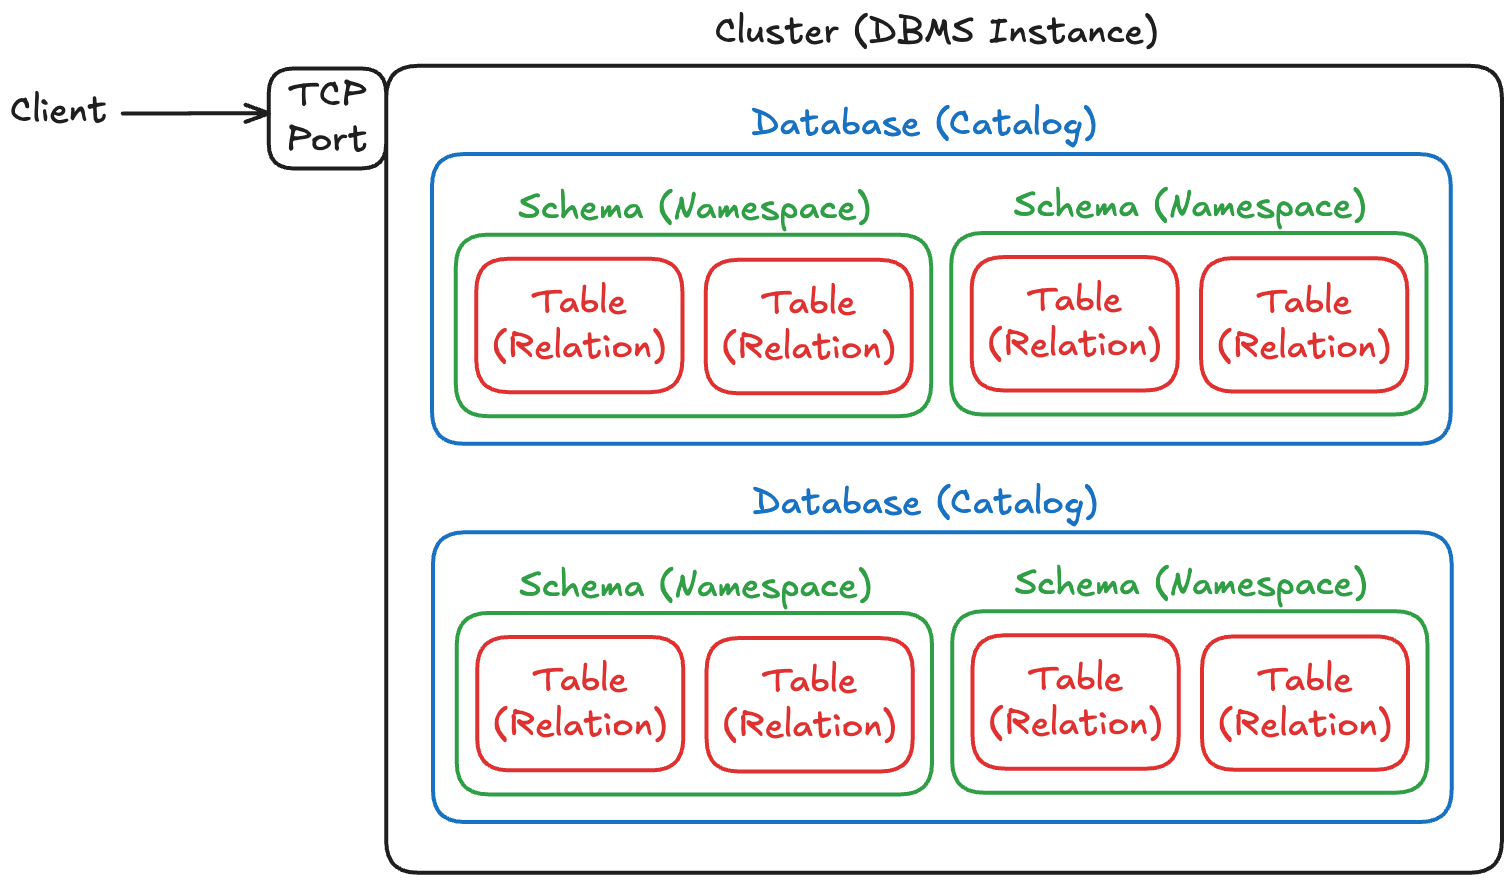 Cluster (DBMS Instance)
Client
TCP
Port
Database (Catalog)
Schema (Namespace)
Table
(Relation)
Table
(Relation)
Schema (Namespace)
Table
(Relation)
Table
(Relation)
Database (Catalog)
Schema (Namespace)
Table
(Relation)
Table
(Relation)
Schema (Namespace)
Table
(Relation)
Table
(Relation)